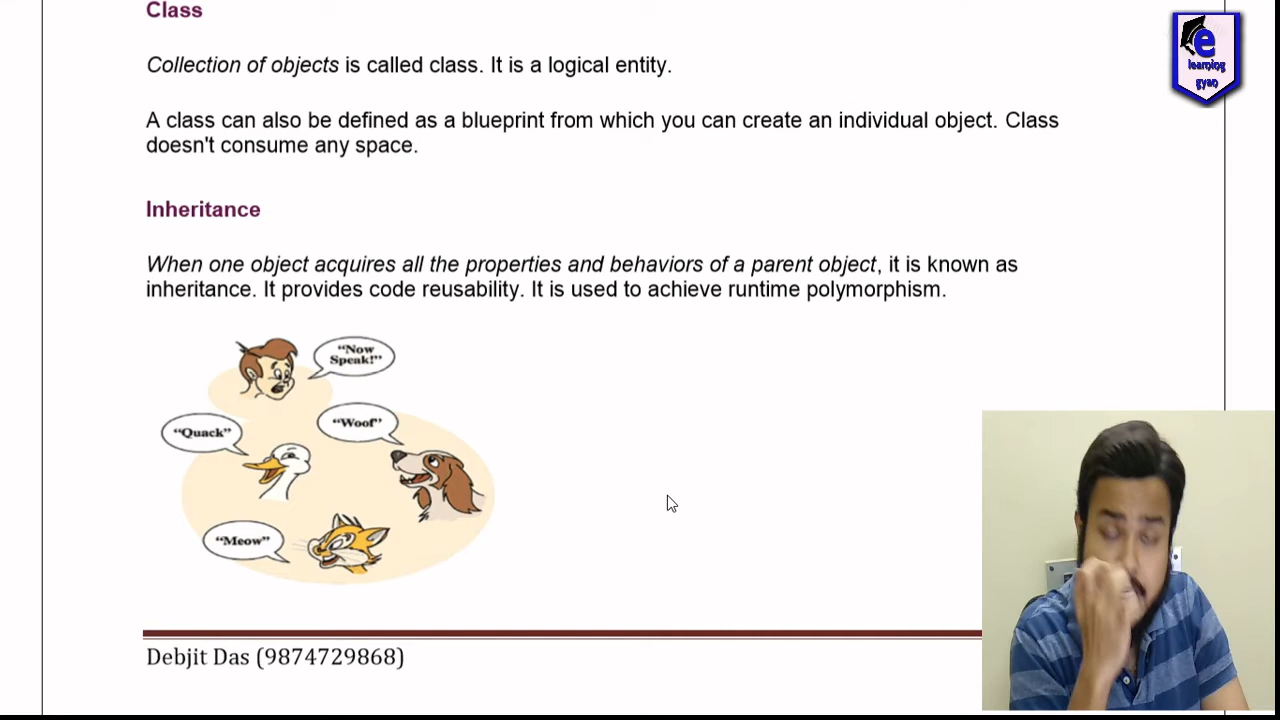 Class
Collection of objects is called class. It is a logical entity.
A class can also be defined as a blueprint from which you can create an individual object. Class
doesn't consume any space.
Inheritance
When one object acquires all the properties and behaviors of a parent object, it is known as
inheritance. It provides code reusability. It is used to achieve runtime polymorphism.
“Now
Speak!”
“Woof”
“Quack”
“Meow”
Debjit Das (9874729868)
e
learning
gyan